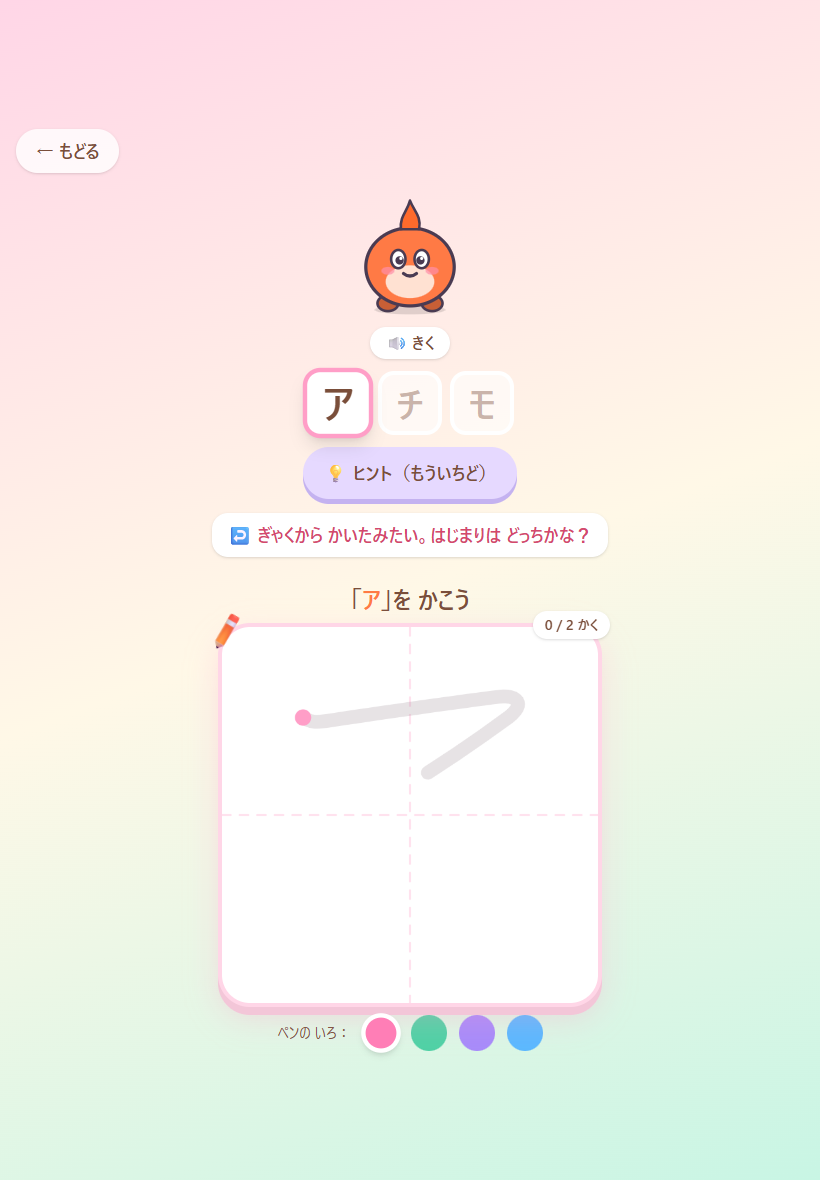 ← もどる
きく
ア チ モ
ヒント（もういちど）
ぎゃくから かいたみたい。はじまりは どっちかな？
「ア」を かこう
0 / 2 かく
ペンの いろ：